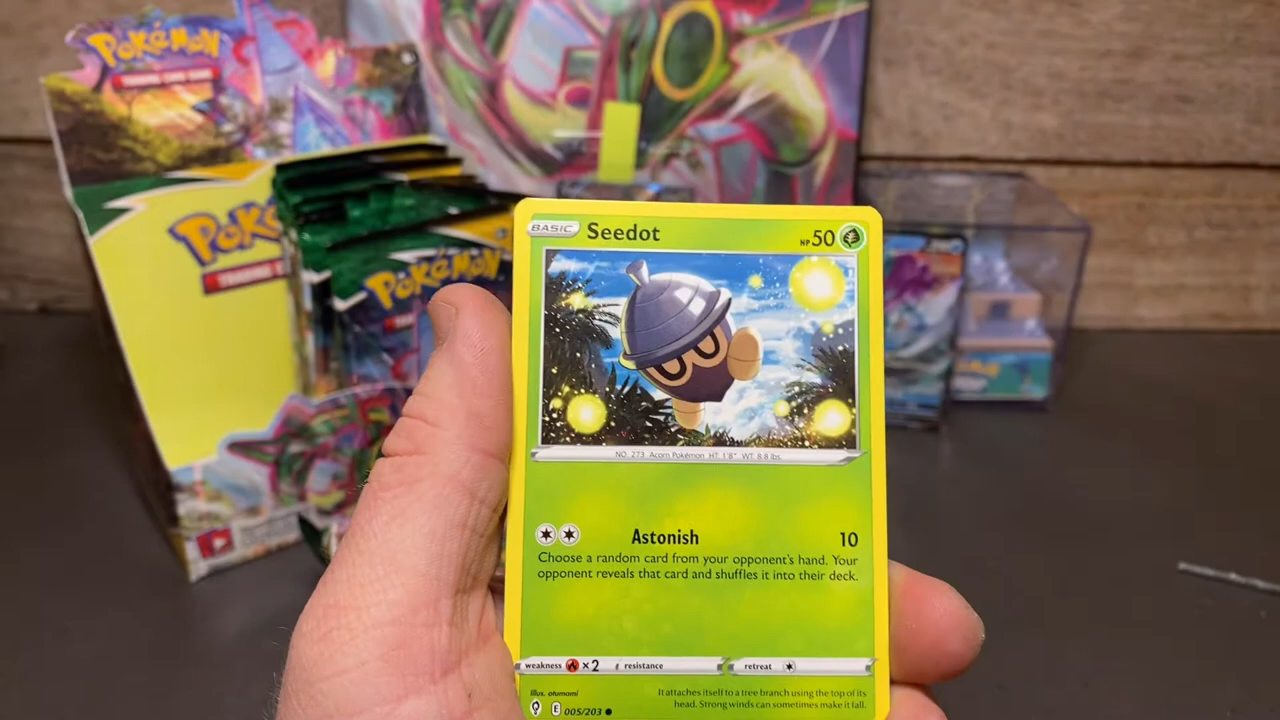 POKÉMON
TRADING CARD GAME
POKÉMON
BASIC Seedot HP 50
NO. 273 Acorn Pokémon HT: 1'8" WT: 8.8 lbs.
Astonish 10
Choose a random card from your opponent's hand. Your
opponent reveals that card and shuffles it into their deck.
weakness ×2 resistance retreat
Illus. otumami
It attaches itself to a tree branch using the top of its
head. Strong winds can sometimes make it fall.
E 005/203